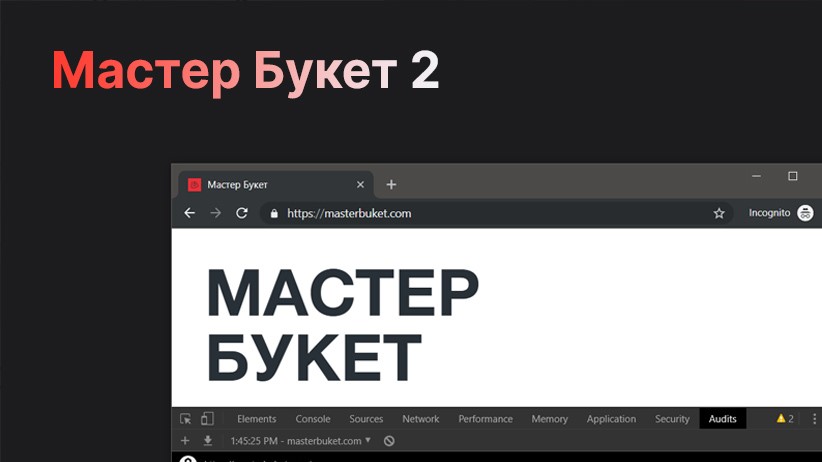 Мастер Букет 2
Мастер Букет
https://masterbuket.com
Incognito
МАСТЕР
БУКЕТ
Elements Console Sources Network Performance Memory Application Security Audits 2
1:45:25 PM - masterbuket.com